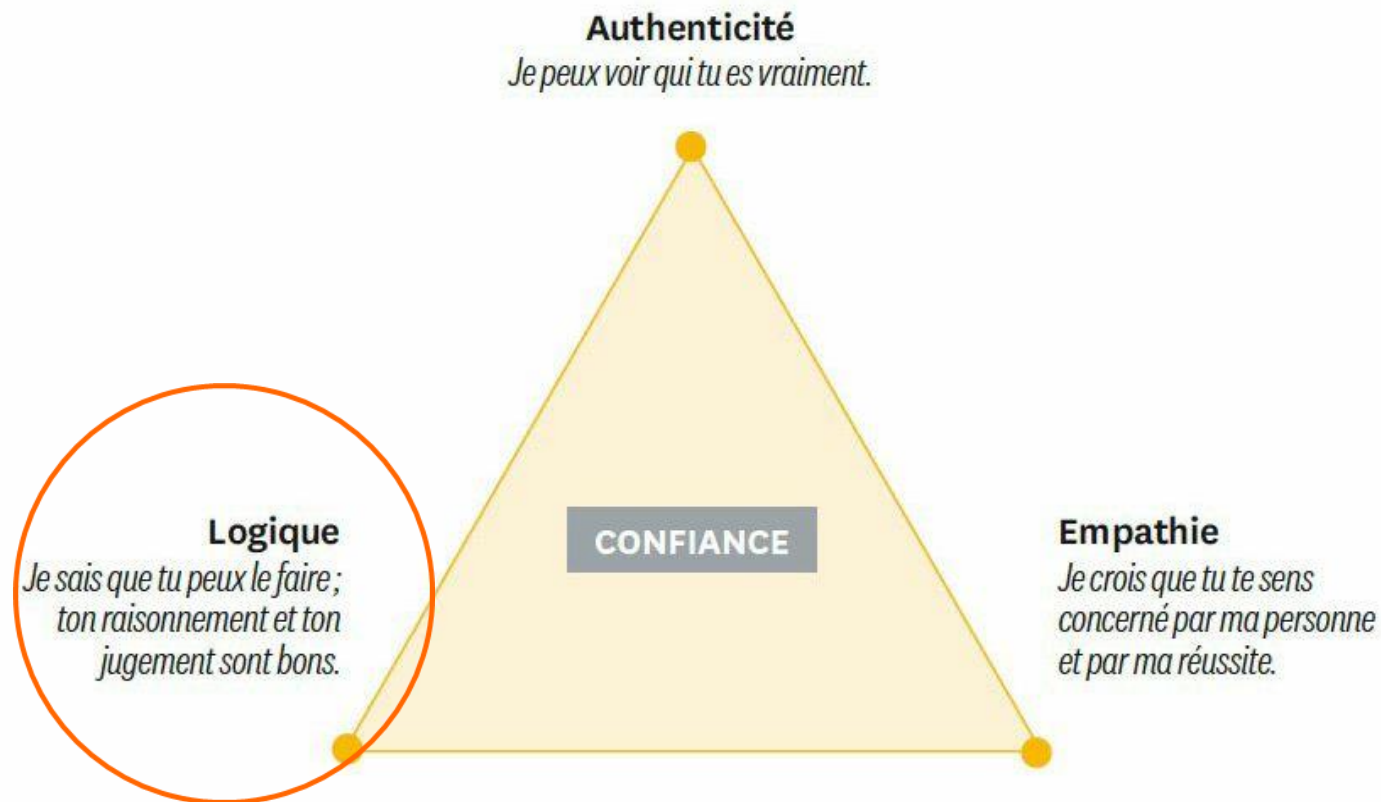 Authenticité
Je peux voir qui tu es vraiment.
Logique
Je sais que tu peux le faire ;
ton raisonnement et ton
jugement sont bons.
CONFIANCE
Empathie
Je crois que tu te sens
concerné par ma personne
et par ma réussite.